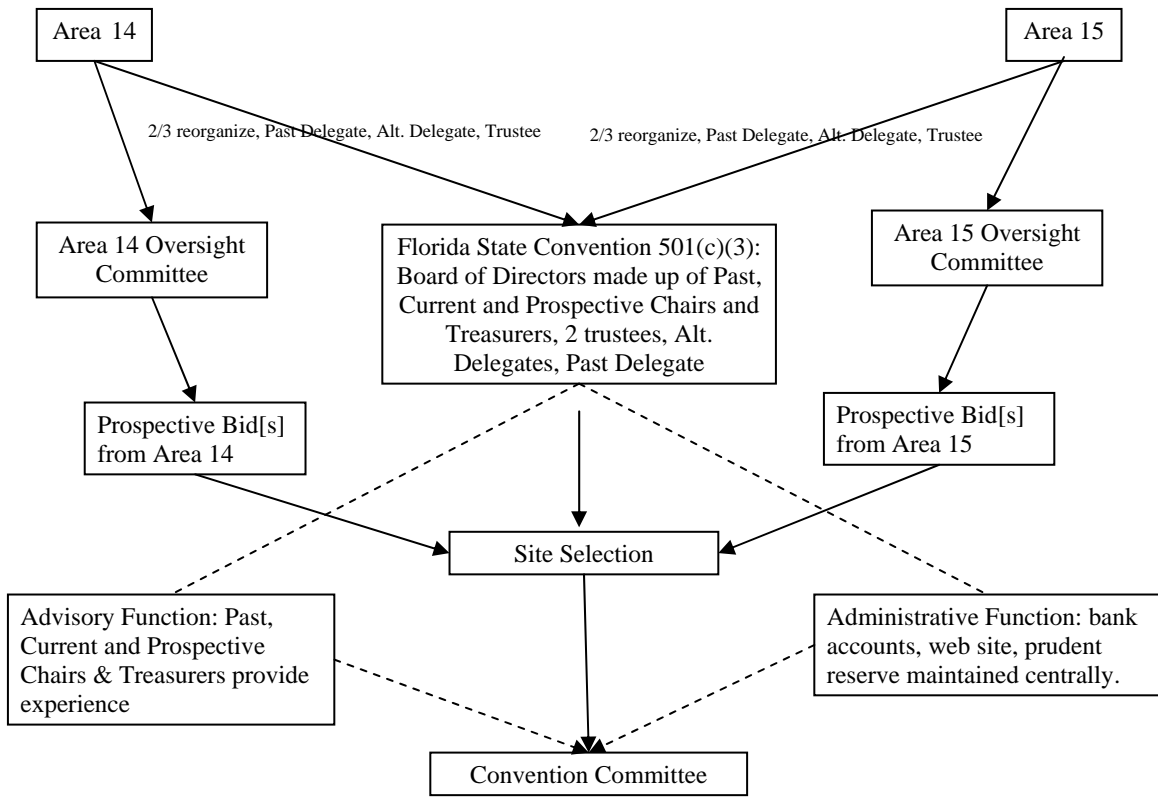 Area 14
Area 15
2/3 reorganize, Past Delegate, Alt. Delegate, Trustee
2/3 reorganize, Past Delegate, Alt. Delegate, Trustee
Area 14 Oversight
Committee
Florida State Convention 501(c)(3):
Board of Directors made up of Past,
Current and Prospective Chairs and
Treasurers, 2 trustees, Alt.
Delegates, Past Delegate
Area 15 Oversight
Committee
Prospective Bid[s]
from Area 14
Prospective Bid[s]
from Area 15
Site Selection
Advisory Function: Past,
Current and Prospective
Chairs & Treasurers provide
experience
Administrative Function: bank
accounts, web site, prudent
reserve maintained centrally.
Convention Committee